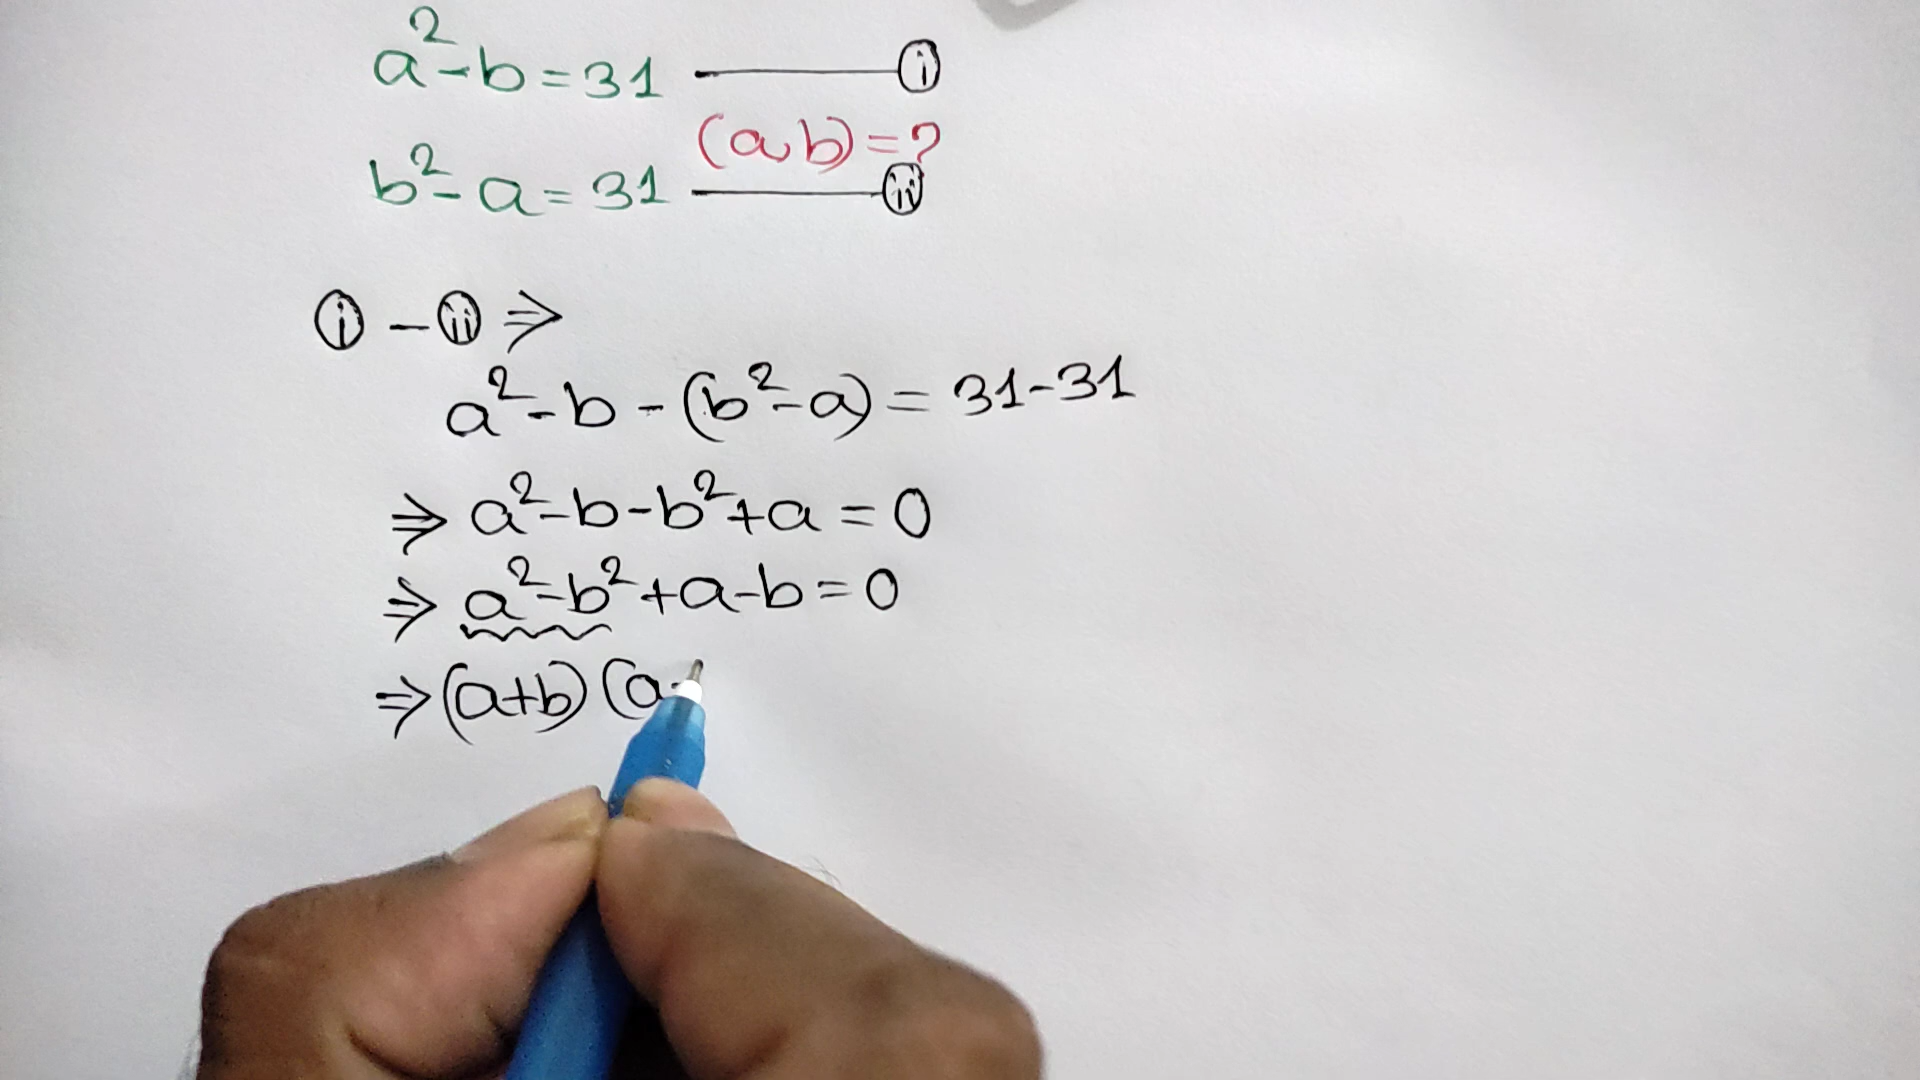 a²-b=31 ——— (i)
(a,b)=?
b²-a=31 ——— (ii)
(i) - (ii) ⇒
a²-b-(b²-a)=31-31
⇒ a²-b-b²+a=0
⇒ a²-b²+a-b=0
⇒ (a+b)(a-